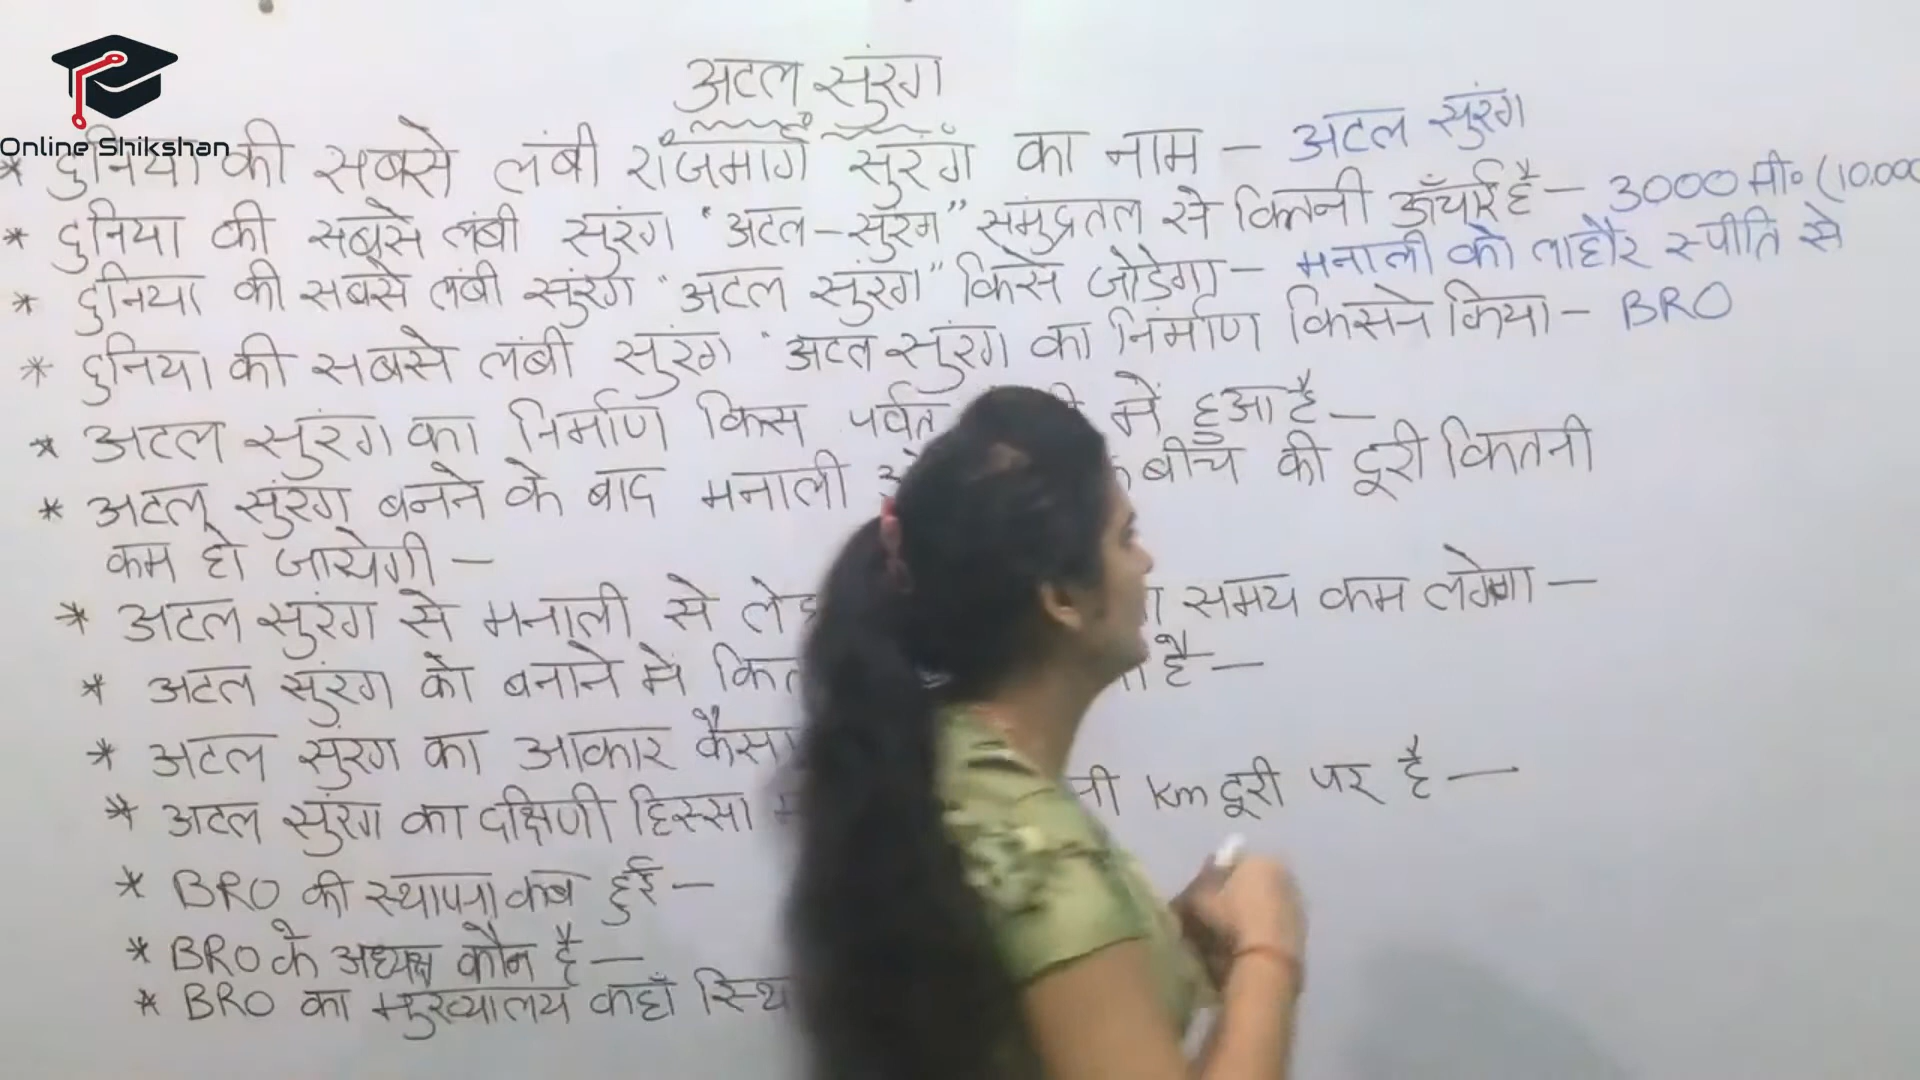 अटल सुरंग
Online Shikshan
* दुनिया की सबसे लंबी राजमार्ग सुरंग का नाम - अटल सुरंग
* दुनिया की सबसे लंबी सुरंग "अटल-सुरंग" समुंद्रतल से कितनी ऊँचाई है - 3000 मी० (10,000
* दुनिया की सबसे लंबी सुरंग "अटल सुरंग" किसे जोड़ेगा - मनाली को लाहौर स्पीति से
* दुनिया की सबसे लंबी सुरंग "अटल सुरंग का निर्माण किसने किया - BRO
* अटल सुरंग का निर्माण किस पर्वत में हुआ है -
* अटल सुरंग बनने के बाद मनाली बीच की दूरी कितनी
कम हो जायेगी -
* अटल सुरंग से मनाली से समय कम लगेगा -
* अटल सुरंग को बनाने में है -
* अटल सुरंग का आकार कैसा
* अटल सुरंग का दक्षिणी हिस्सा km दूरी पर है -
* BRO की स्थापना कब हुई -
* BRO के अध्यक्ष कौन है -
* BRO का मुख्यालय कहाँ